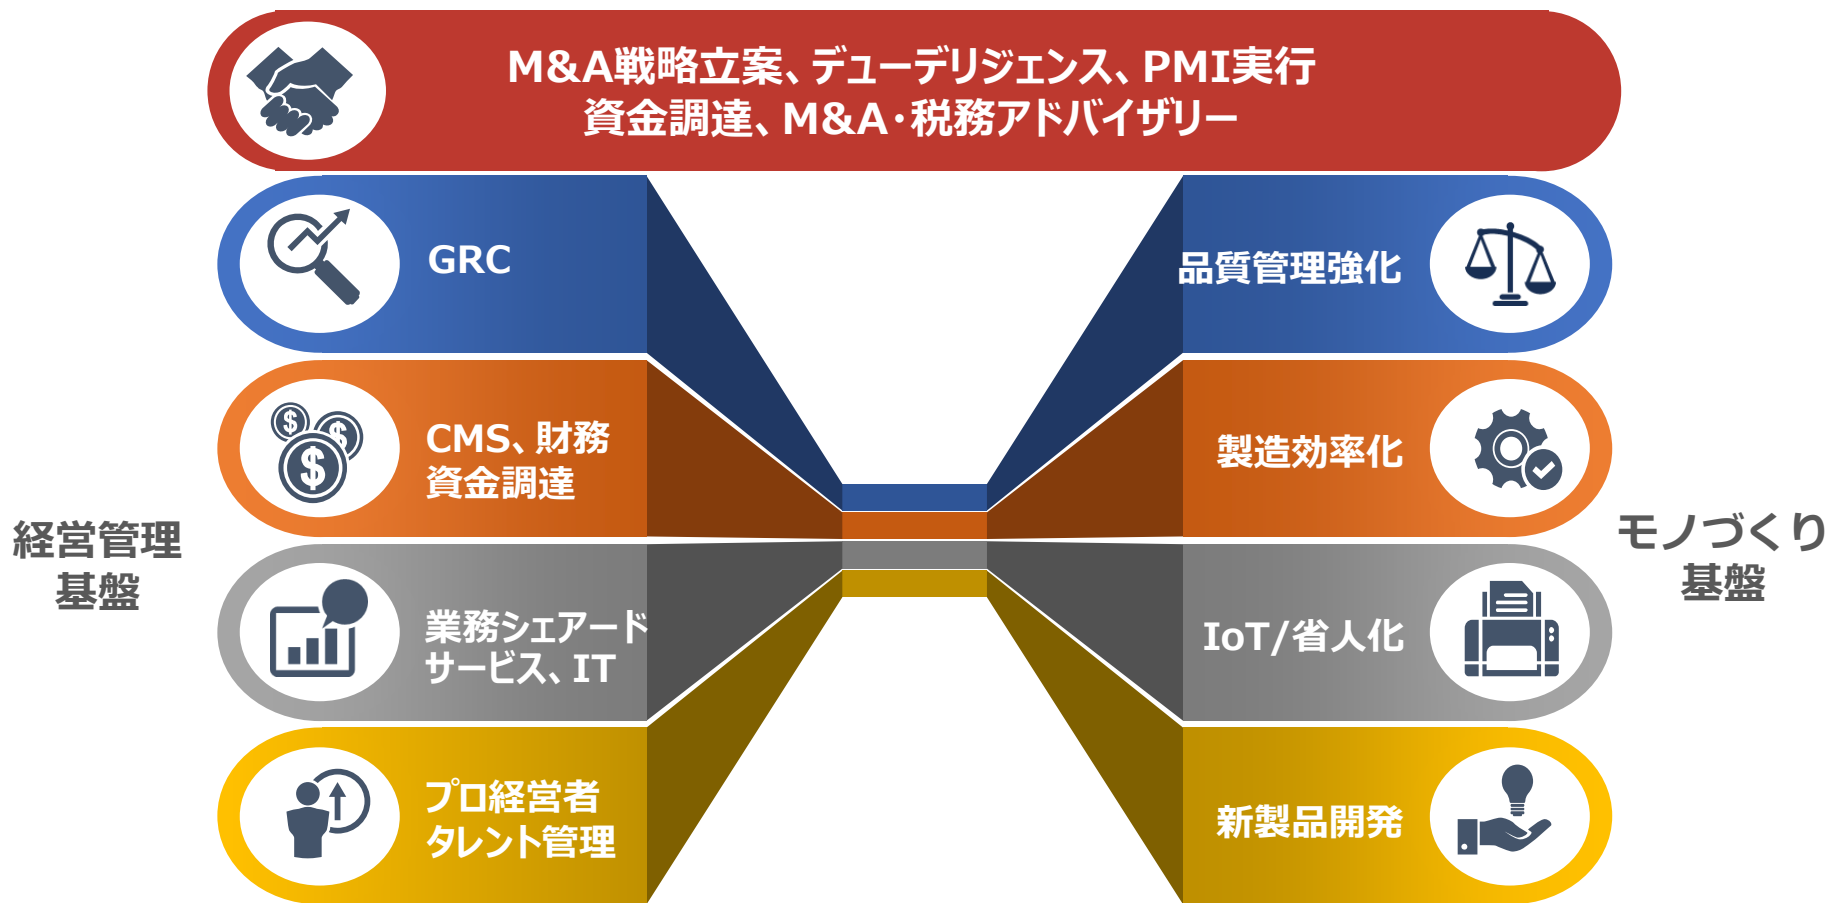 M&A戦略立案、デューデリジェンス、PMI実行
資金調達、M&A・税務アドバイザリー
経営管理
基盤
GRC
CMS、財務
資金調達
業務シェアード
サービス、IT
プロ経営者
タレント管理
品質管理強化
製造効率化
IoT/省人化
新製品開発
モノづくり
基盤
$
$
$